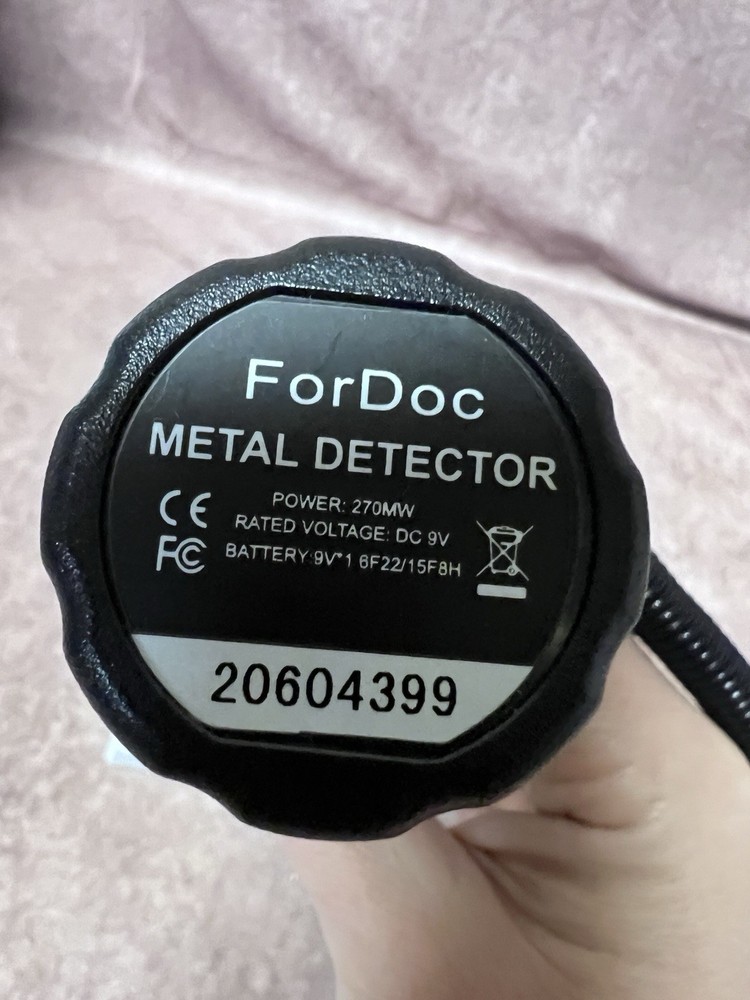 ForDoc
METAL DETECTOR
CE
POWER: 270MW
RATED VOLTAGE: DC 9V
FC
BATTERY:9V*1 6F22/15F8H
20604399